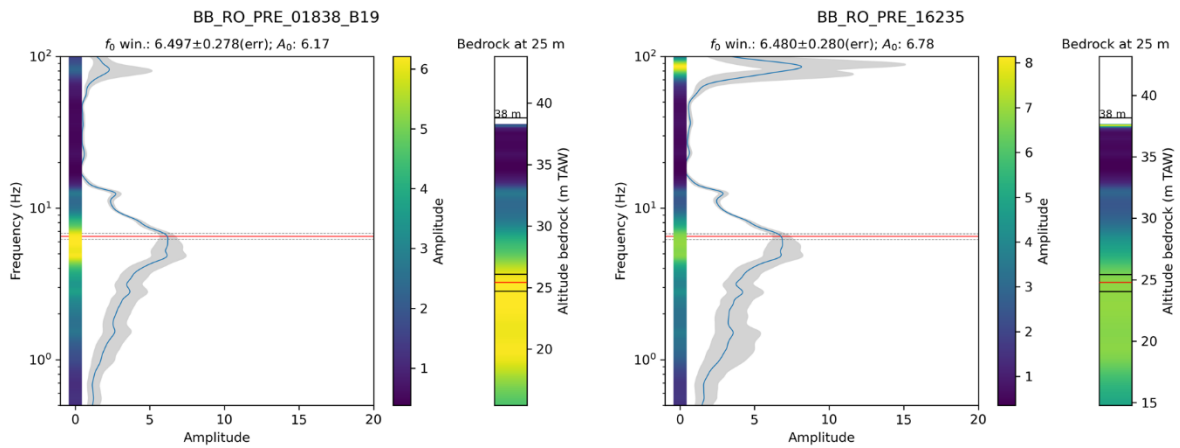 BB_RO_PRE_01838_B19
f₀ win.: 6.497±0.278(err); A₀: 6.17
Bedrock at 25 m
10²
10¹
10⁰
Frequency (Hz)
0 5 10 15 20
Amplitude
6
5
4
3
2
1
Amplitude
38 m
40
35
30
25
20
Altitude bedrock (m TAW)
BB_RO_PRE_16235
f₀ win.: 6.480±0.280(err); A₀: 6.78
Bedrock at 25 m
10²
10¹
10⁰
Frequency (Hz)
0 5 10 15 20
Amplitude
8
7
6
5
4
3
2
1
Amplitude
38 m
40
35
30
25
20
15
Altitude bedrock (m TAW)